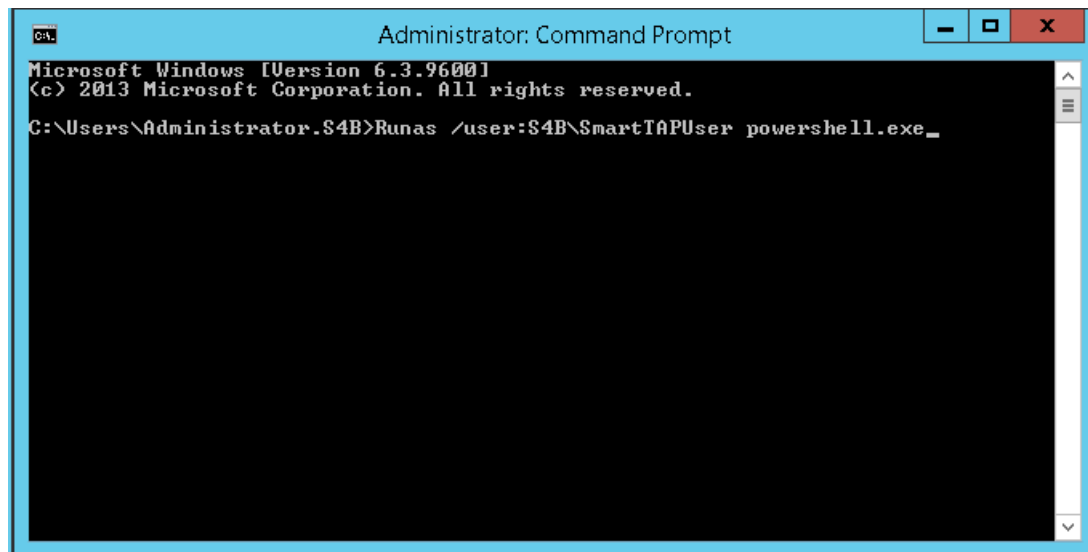 Administrator: Command Prompt
Microsoft Windows [Version 6.3.9600]
(c) 2013 Microsoft Corporation. All rights reserved.
C:\Users\Administrator.S4B>Runas /user:S4B\SmartTAPUser powershell.exe_